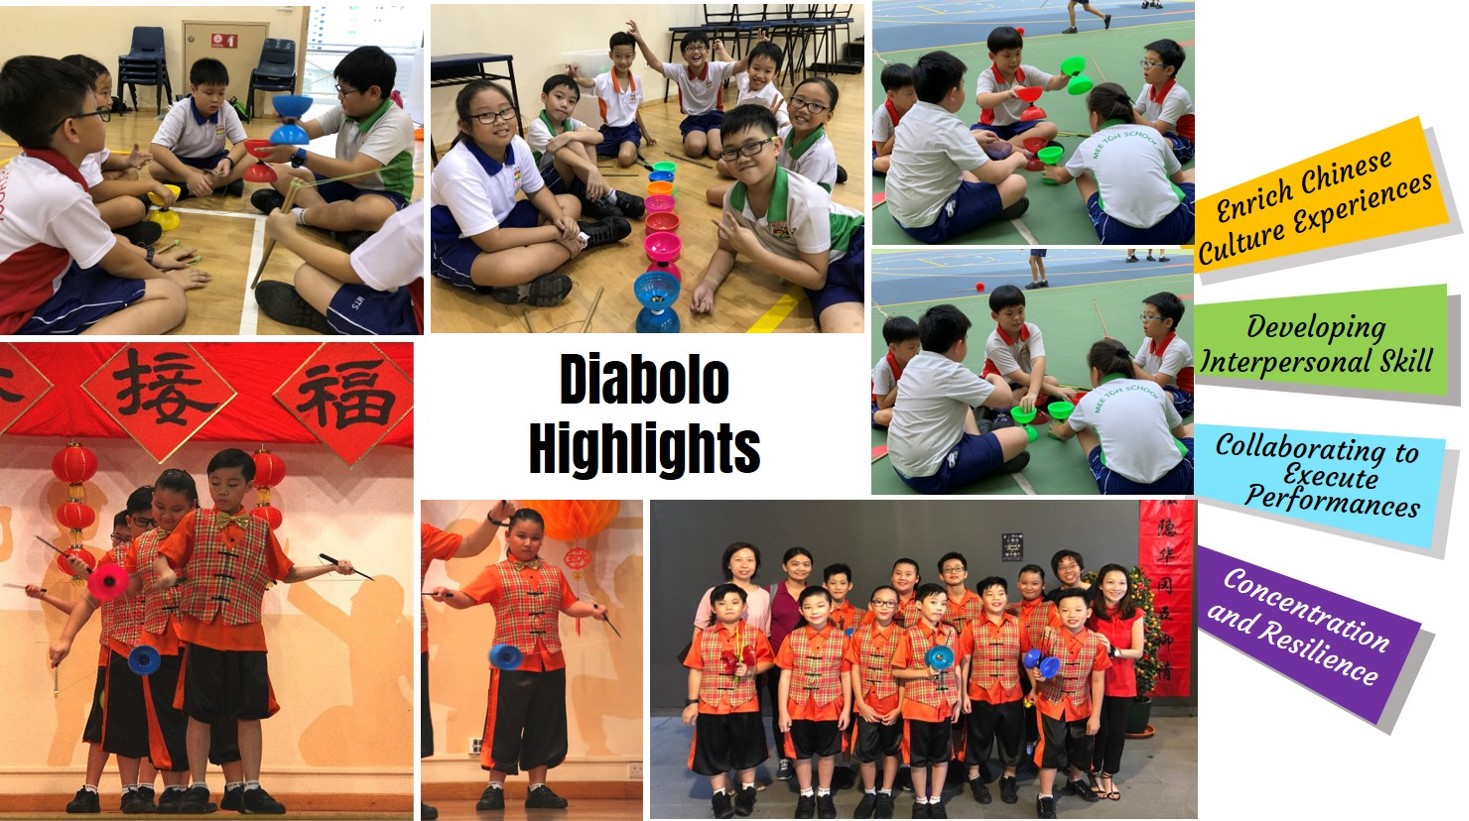 Diabolo
Highlights
Enrich Chinese
Culture Experiences
Developing
Interpersonal Skill
Collaborating to
Execute
Performances
Concentration
and Resilience
接 福
MEE TOH SCHOOL
MEE TOH SCHOOL
MTS